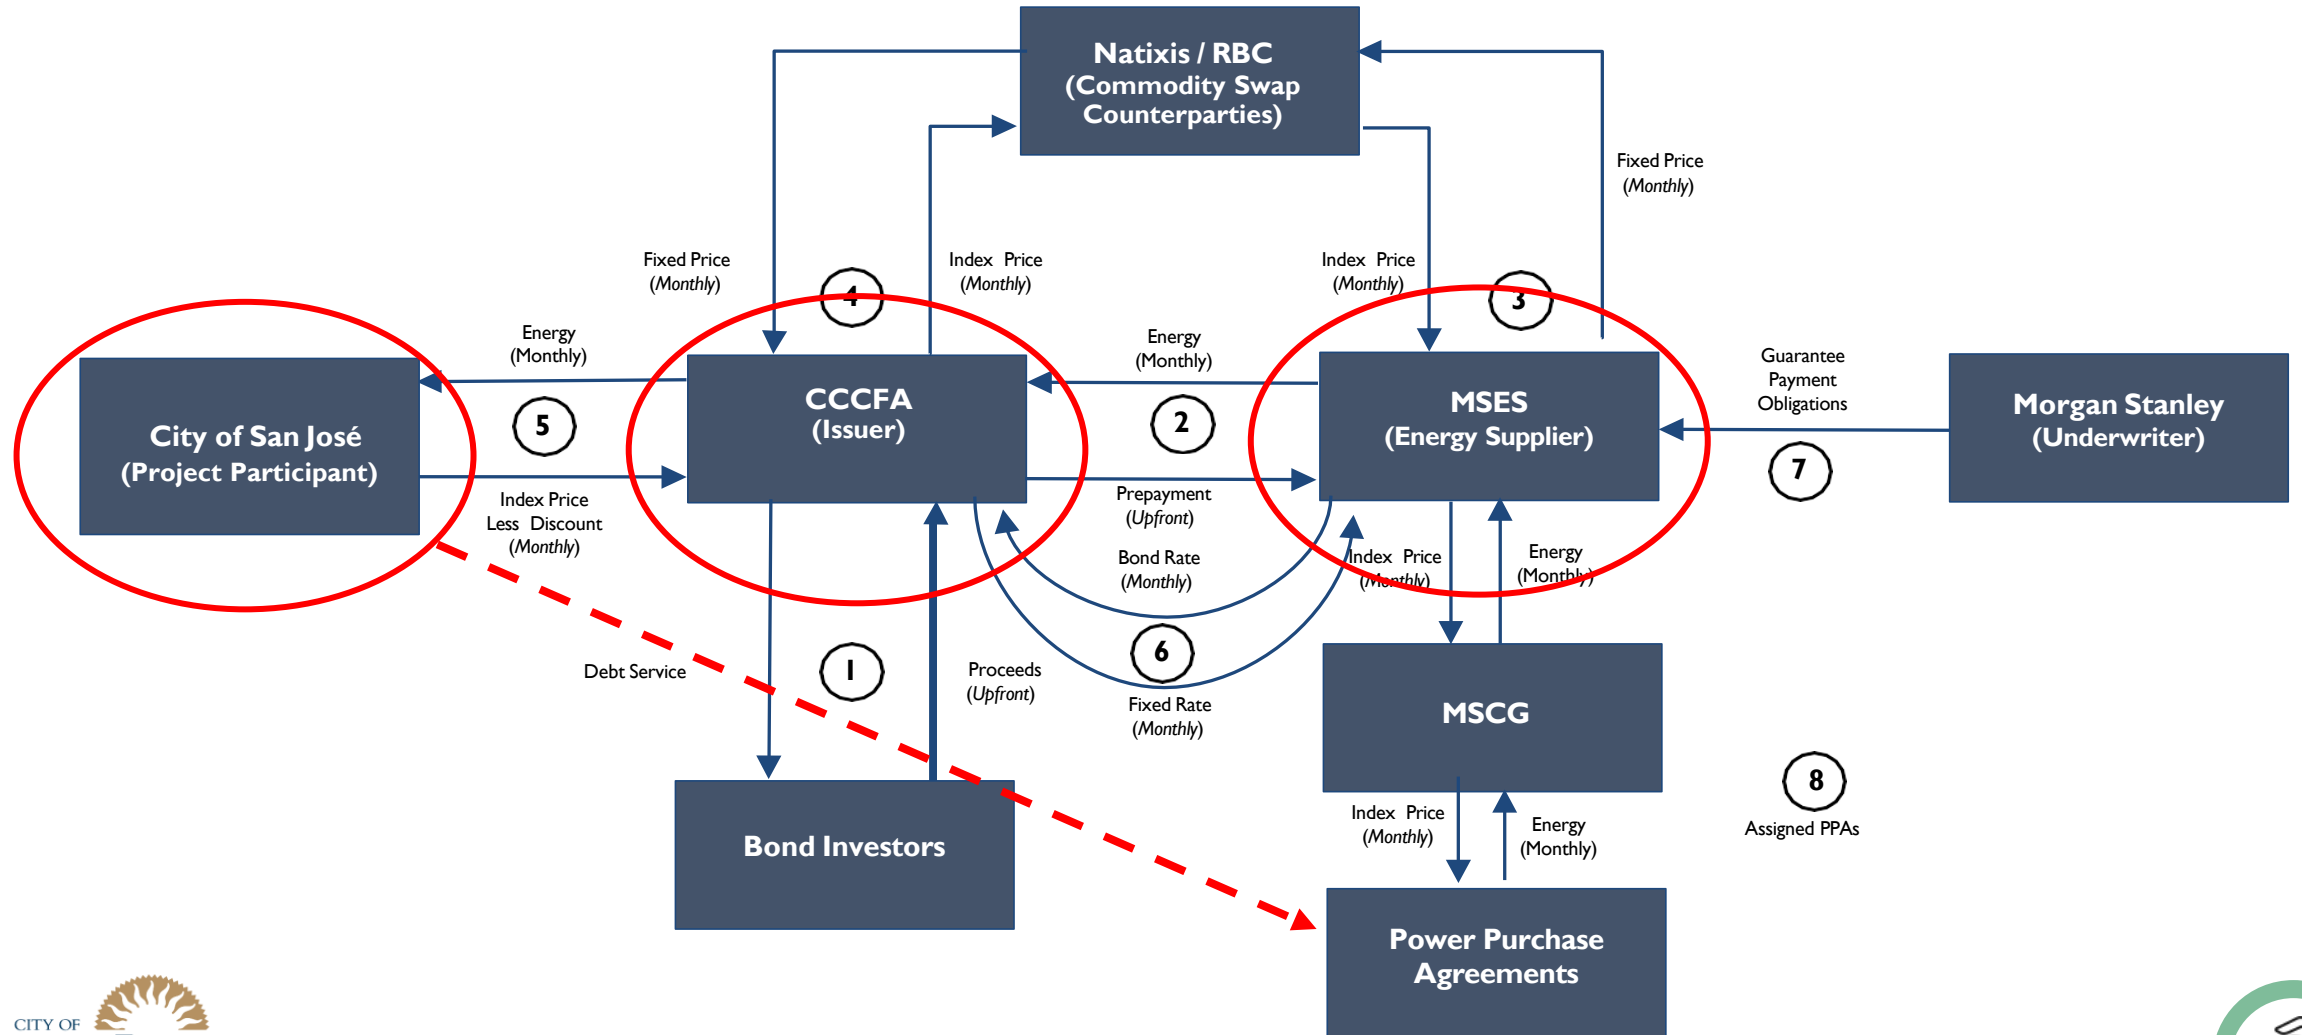 Natixis / RBC
(Commodity Swap
Counterparties)
Fixed Price
(Monthly)
Fixed Price
(Monthly)
Index Price
(Monthly)
Index Price
(Monthly)
4
3
Energy
(Monthly)
Energy
(Monthly)
Guarantee
Payment
Obligations
City of San José
(Project Participant)
5
CCCFA
(Issuer)
2
MSES
(Energy Supplier)
7
Morgan Stanley
(Underwriter)
Index Price
Less Discount
(Monthly)
Prepayment
(Upfront)
Bond Rate
(Monthly)
Index Price
(Monthly)
Energy
(Monthly)
Debt Service
1
Proceeds
(Upfront)
6
Fixed Rate
(Monthly)
MSCG
8
Assigned PPAs
Index Price
(Monthly)
Energy
(Monthly)
Bond Investors
Power Purchase
Agreements
CITY OF